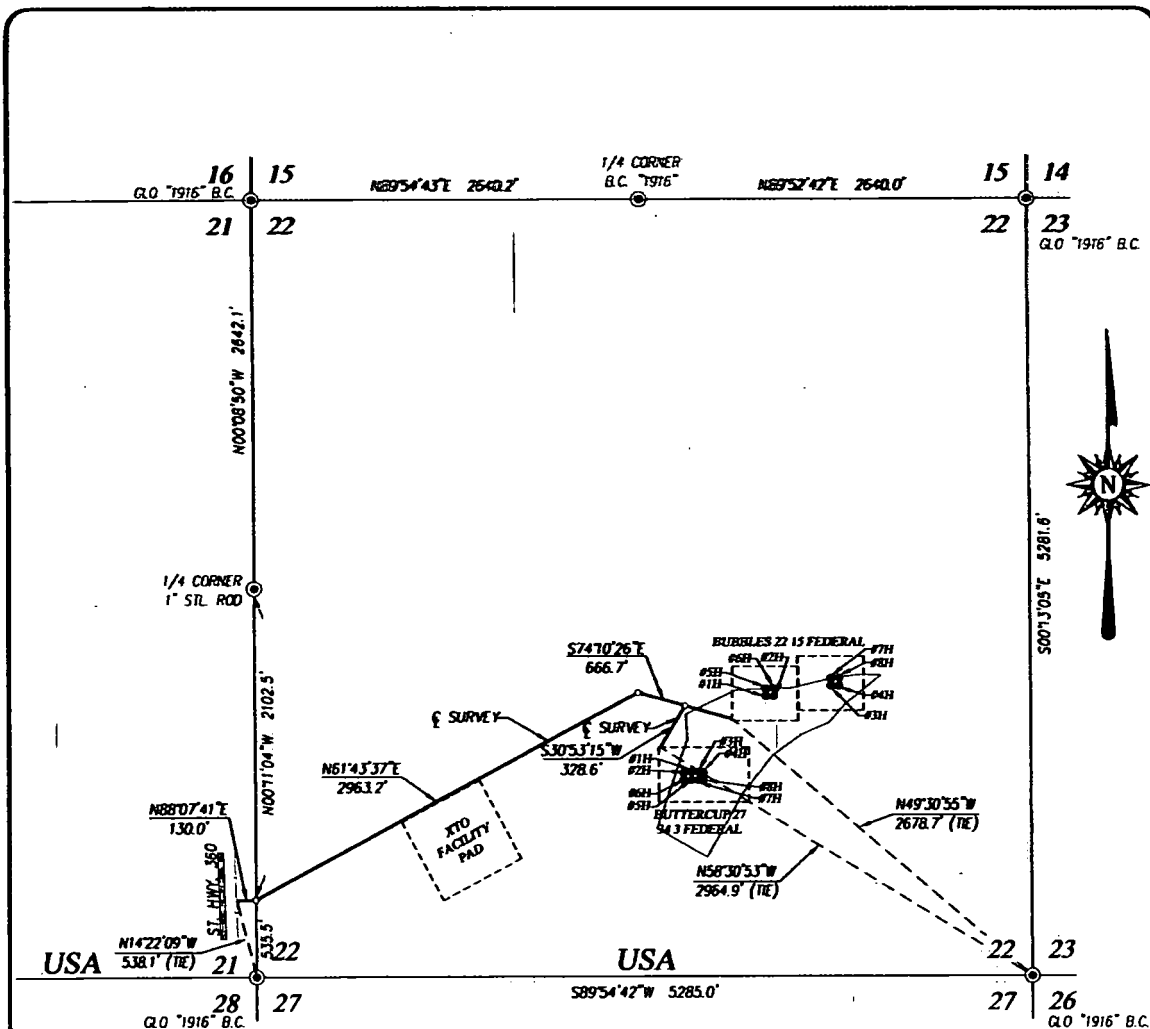 16 15
GLO "1916" B.C.
21 22
N89°54'43"E 2640.2'
1/4 CORNER
B.C. "1916"
N89°52'42"E 2640.0'
15 14
22 23
GLO "1916" B.C.
N00°08'50"W 2642.1'
N
S00°13'05"E 5281.6'
1/4 CORNER
1" STL. ROD
N00°11'04"W 2102.5'
S74°10'26"E
666.7'
BUBBLES 22 15 FEDERAL
#6H #2H
#5H
#1H
#7H
#8H
#4H
#3H
℄ SURVEY
℄ SURVEY
S30°53'15"W
328.6'
N61°43'37"E
2963.2'
#3H
#4H
#1H
#2H
#6H
#5H
#8H
#7H
BUTTERCUP 27
34 3 FEDERAL
XTO
FACILITY
PAD
N88°07'41"E
130.0'
ST. HWY. 360
N49°30'55"W
2678.7' (TIE)
N58°30'53"W
2964.9' (TIE)
N14°22'09"W
538.1' (TIE)
535.5'
USA 21 22
USA
22 23
S89°54'42"W 5285.0'
28 27
GLO "1916" B.C.
27 26
GLO "1916" B.C.